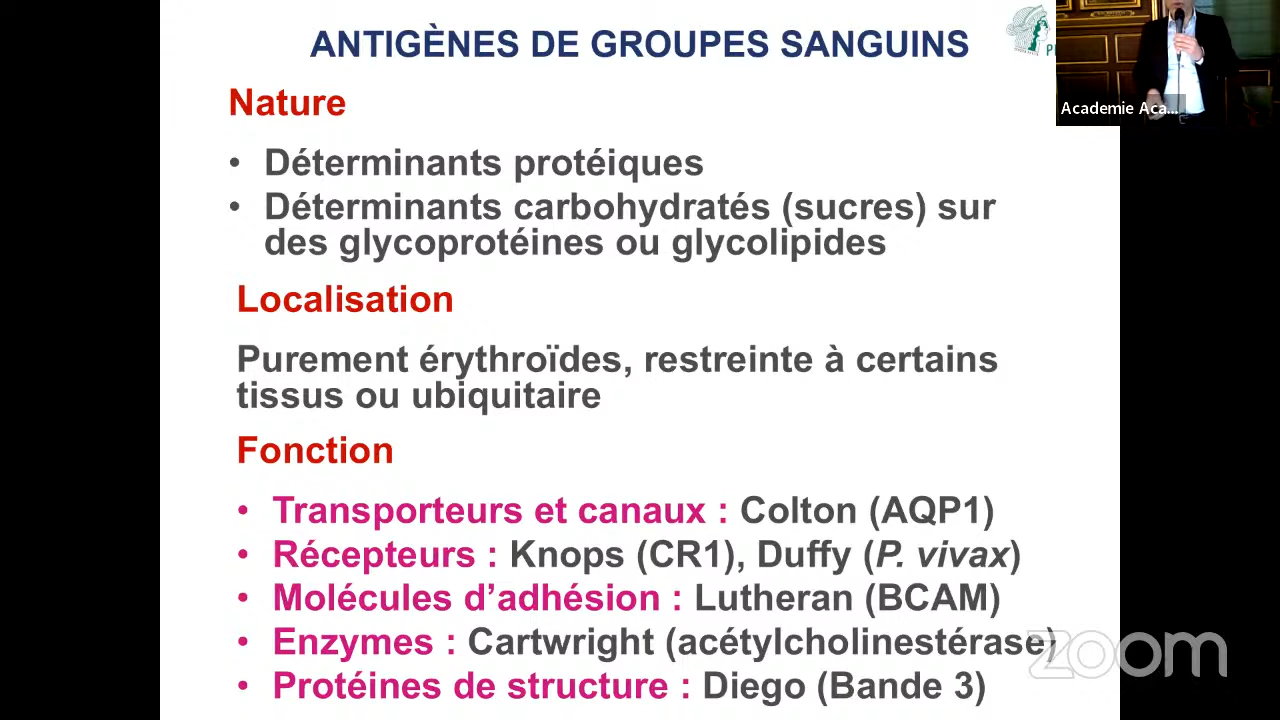 ANTIGÈNES DE GROUPES SANGUINS
Nature
• Déterminants protéiques
• Déterminants carbohydratés (sucres) sur
des glycoprotéines ou glycolipides
Localisation
Purement érythroïdes, restreinte à certains
tissus ou ubiquitaire
Fonction
• Transporteurs et canaux : Colton (AQP1)
• Récepteurs : Knops (CR1), Duffy (P. vivax)
• Molécules d’adhésion : Lutheran (BCAM)
• Enzymes : Cartwright (acétylcholinestérase)
• Protéines de structure : Diego (Bande 3)
Academie Aca...
zoom